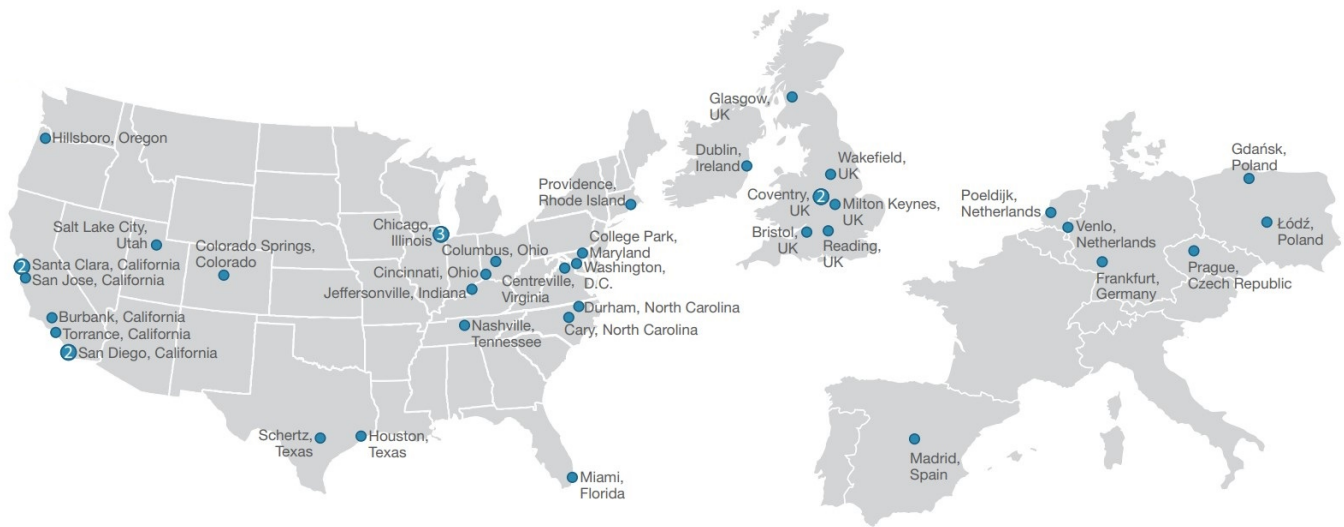 Hillsboro, Oregon
Salt Lake City,
Utah
Colorado Springs,
Colorado
2
Santa Clara, California
San Jose, California
Burbank, California
Torrance, California
2
San Diego, California
Schertz,
Texas
Houston,
Texas
Chicago,
Illinois
3
Columbus, Ohio
Cincinnati, Ohio
Jeffersonville, Indiana
Nashville,
Tennessee
Providence,
Rhode Island
College Park,
Maryland
Washington,
D.C.
Centreville,
Virginia
Durham, North Carolina
Cary, North Carolina
Miami,
Florida
Glasgow,
UK
Dublin,
Ireland
Wakefield,
UK
Coventry,
UK
2
Milton Keynes,
UK
Bristol,
UK
Reading,
UK
Poeldijk,
Netherlands
Venlo,
Netherlands
Frankfurt,
Germany
Gdańsk,
Poland
Łódź,
Poland
Prague,
Czech Republic
Madrid,
Spain